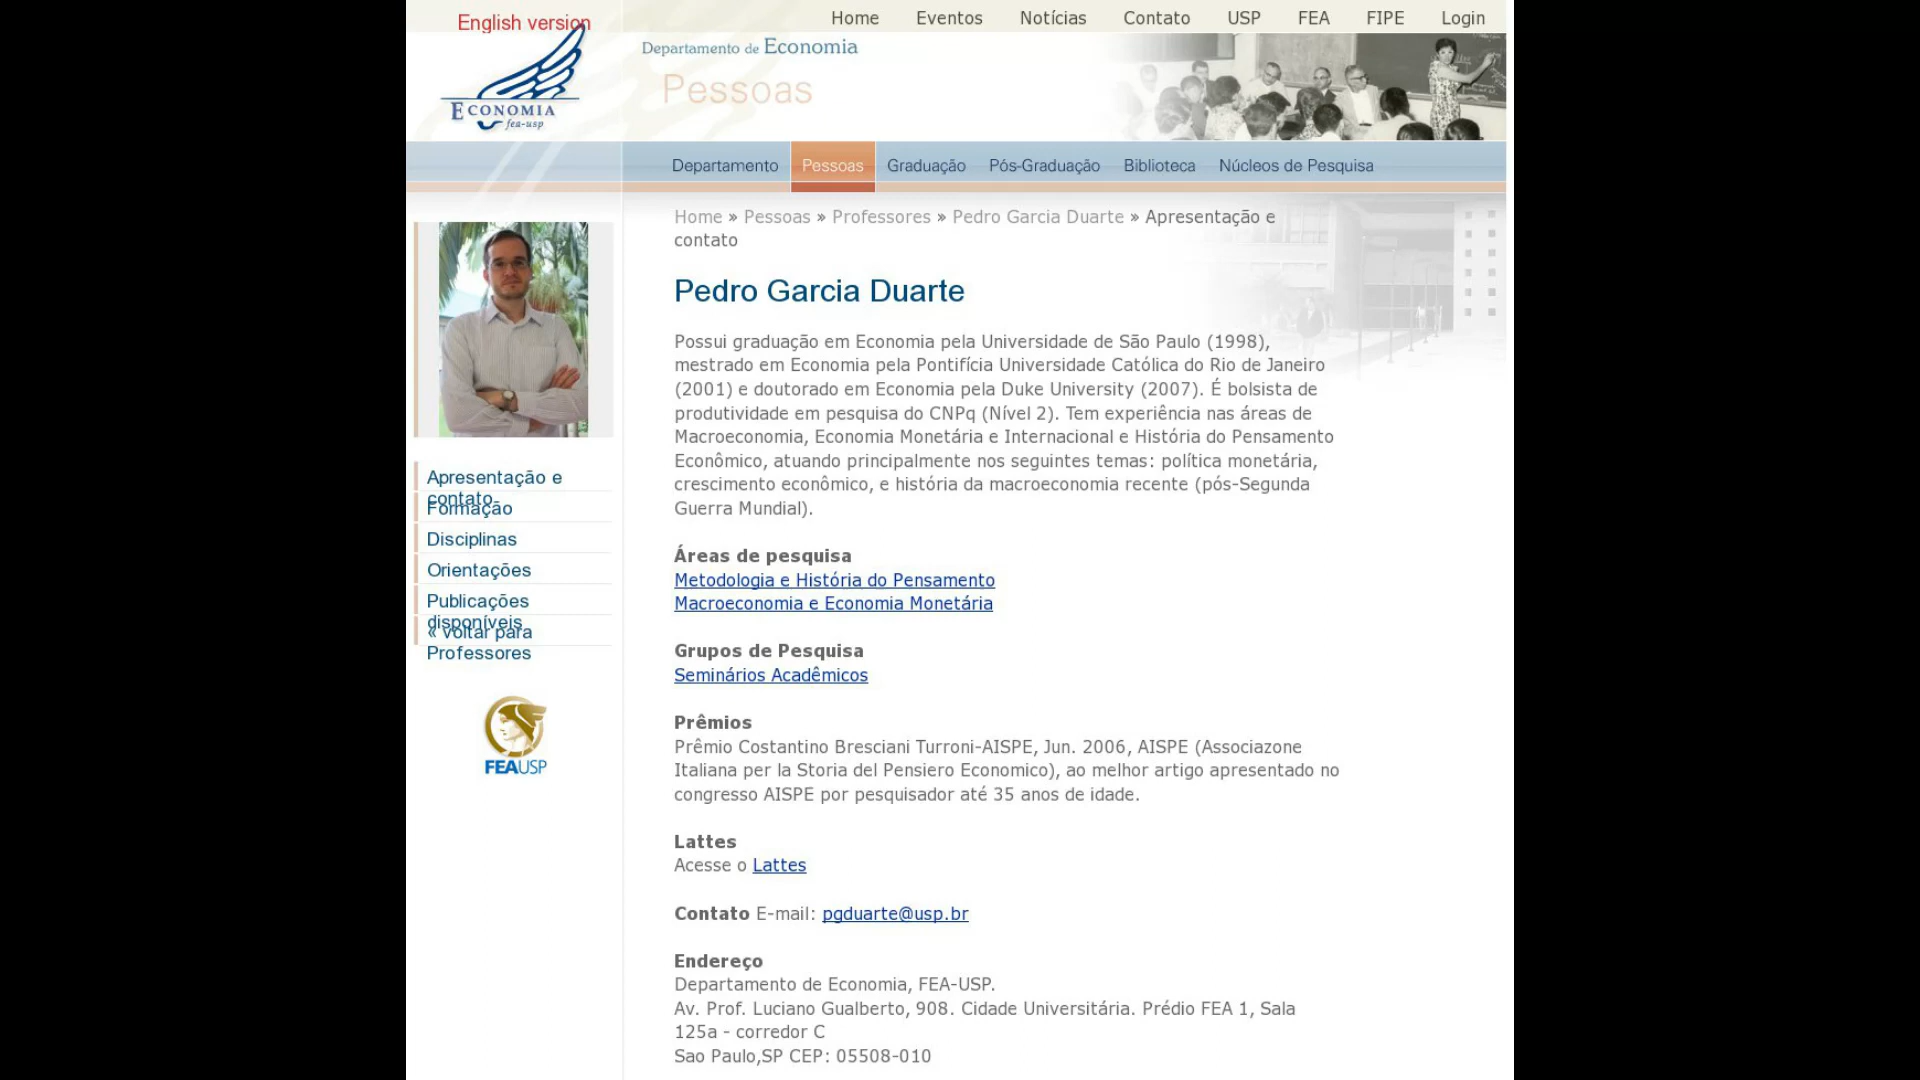 English version
Home Eventos Notícias Contato USP FEA FIPE Login
ECONOMIA
fea-usp
Departamento de Economia
Pessoas
Departamento Pessoas Graduação Pós-Graduação Biblioteca Núcleos de Pesquisa
Home » Pessoas » Professores » Pedro Garcia Duarte » Apresentação e
contato
Pedro Garcia Duarte
Possui graduação em Economia pela Universidade de São Paulo (1998),
mestrado em Economia pela Pontifícia Universidade Católica do Rio de Janeiro
(2001) e doutorado em Economia pela Duke University (2007). É bolsista de
produtividade em pesquisa do CNPq (Nível 2). Tem experiência nas áreas de
Macroeconomia, Economia Monetária e Internacional e História do Pensamento
Econômico, atuando principalmente nos seguintes temas: política monetária,
crescimento econômico, e história da macroeconomia recente (pós-Segunda
Guerra Mundial).
Áreas de pesquisa
Metodologia e História do Pensamento
Macroeconomia e Economia Monetária
Grupos de Pesquisa
Seminários Acadêmicos
Prêmios
Prêmio Costantino Bresciani Turroni-AISPE, Jun. 2006, AISPE (Associazone
Italiana per la Storia del Pensiero Economico), ao melhor artigo apresentado no
congresso AISPE por pesquisador até 35 anos de idade.
Lattes
Acesse o Lattes
Contato E-mail: pgduarte@usp.br
Endereço
Departamento de Economia, FEA-USP.
Av. Prof. Luciano Gualberto, 908. Cidade Universitária. Prédio FEA 1, Sala
125a - corredor C
Sao Paulo,SP CEP: 05508-010
Apresentação e
contato
Formação
Disciplinas
Orientações
Publicações
disponíveis
« voltar para
Professores
FEAUSP